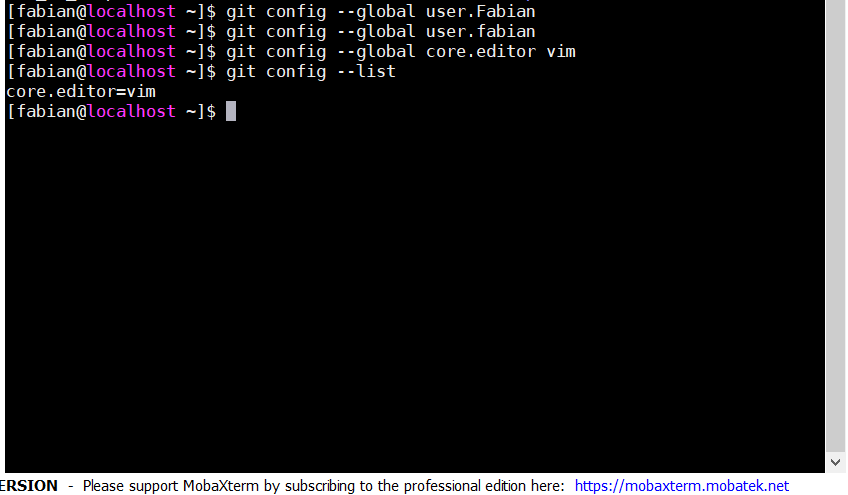 [fabian@localhost ~]$ git config --global user.Fabian
[fabian@localhost ~]$ git config --global user.fabian
[fabian@localhost ~]$ git config --global core.editor vim
[fabian@localhost ~]$ git config --list
core.editor=vim
[fabian@localhost ~]$
ERSION - Please support MobaXterm by subscribing to the professional edition here: https://mobaxterm.mobatek.net